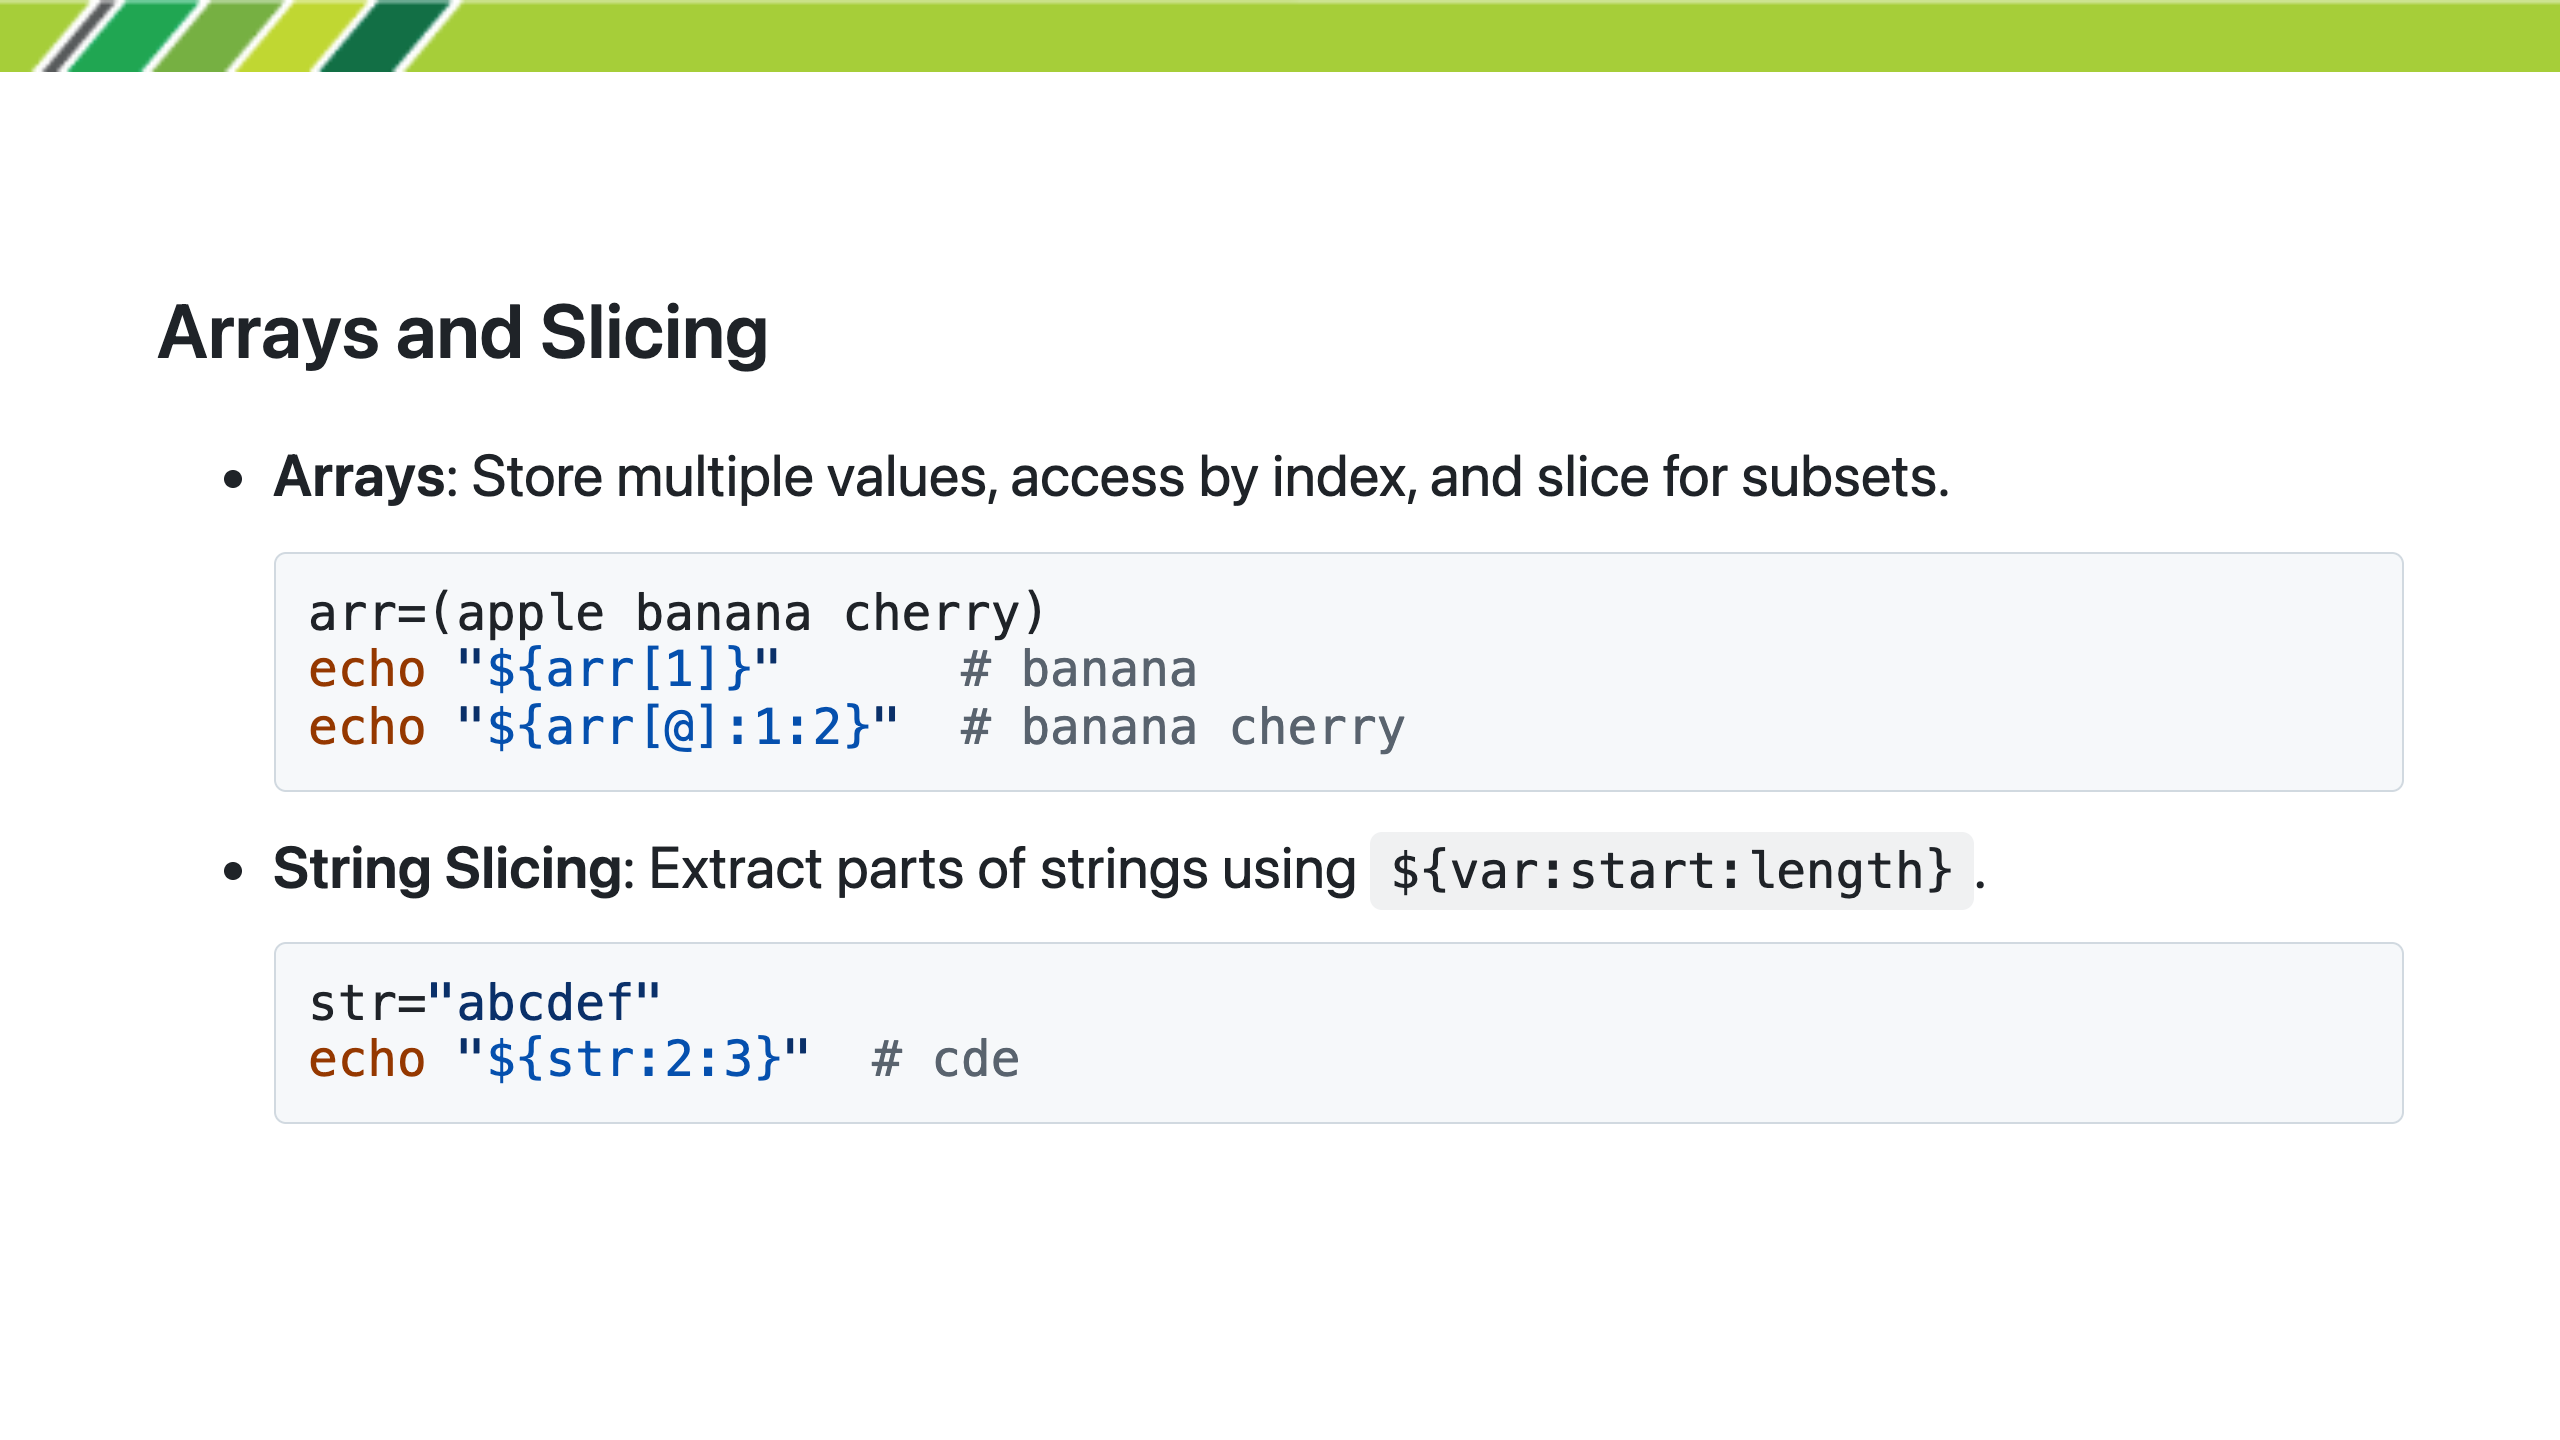 Arrays and Slicing
• Arrays: Store multiple values, access by index, and slice for subsets.
arr=(apple banana cherry)
echo "${arr[1]}"      # banana
echo "${arr[@]:1:2}"  # banana cherry
• String Slicing: Extract parts of strings using ${var:start:length}.
str="abcdef"
echo "${str:2:3}"  # cde